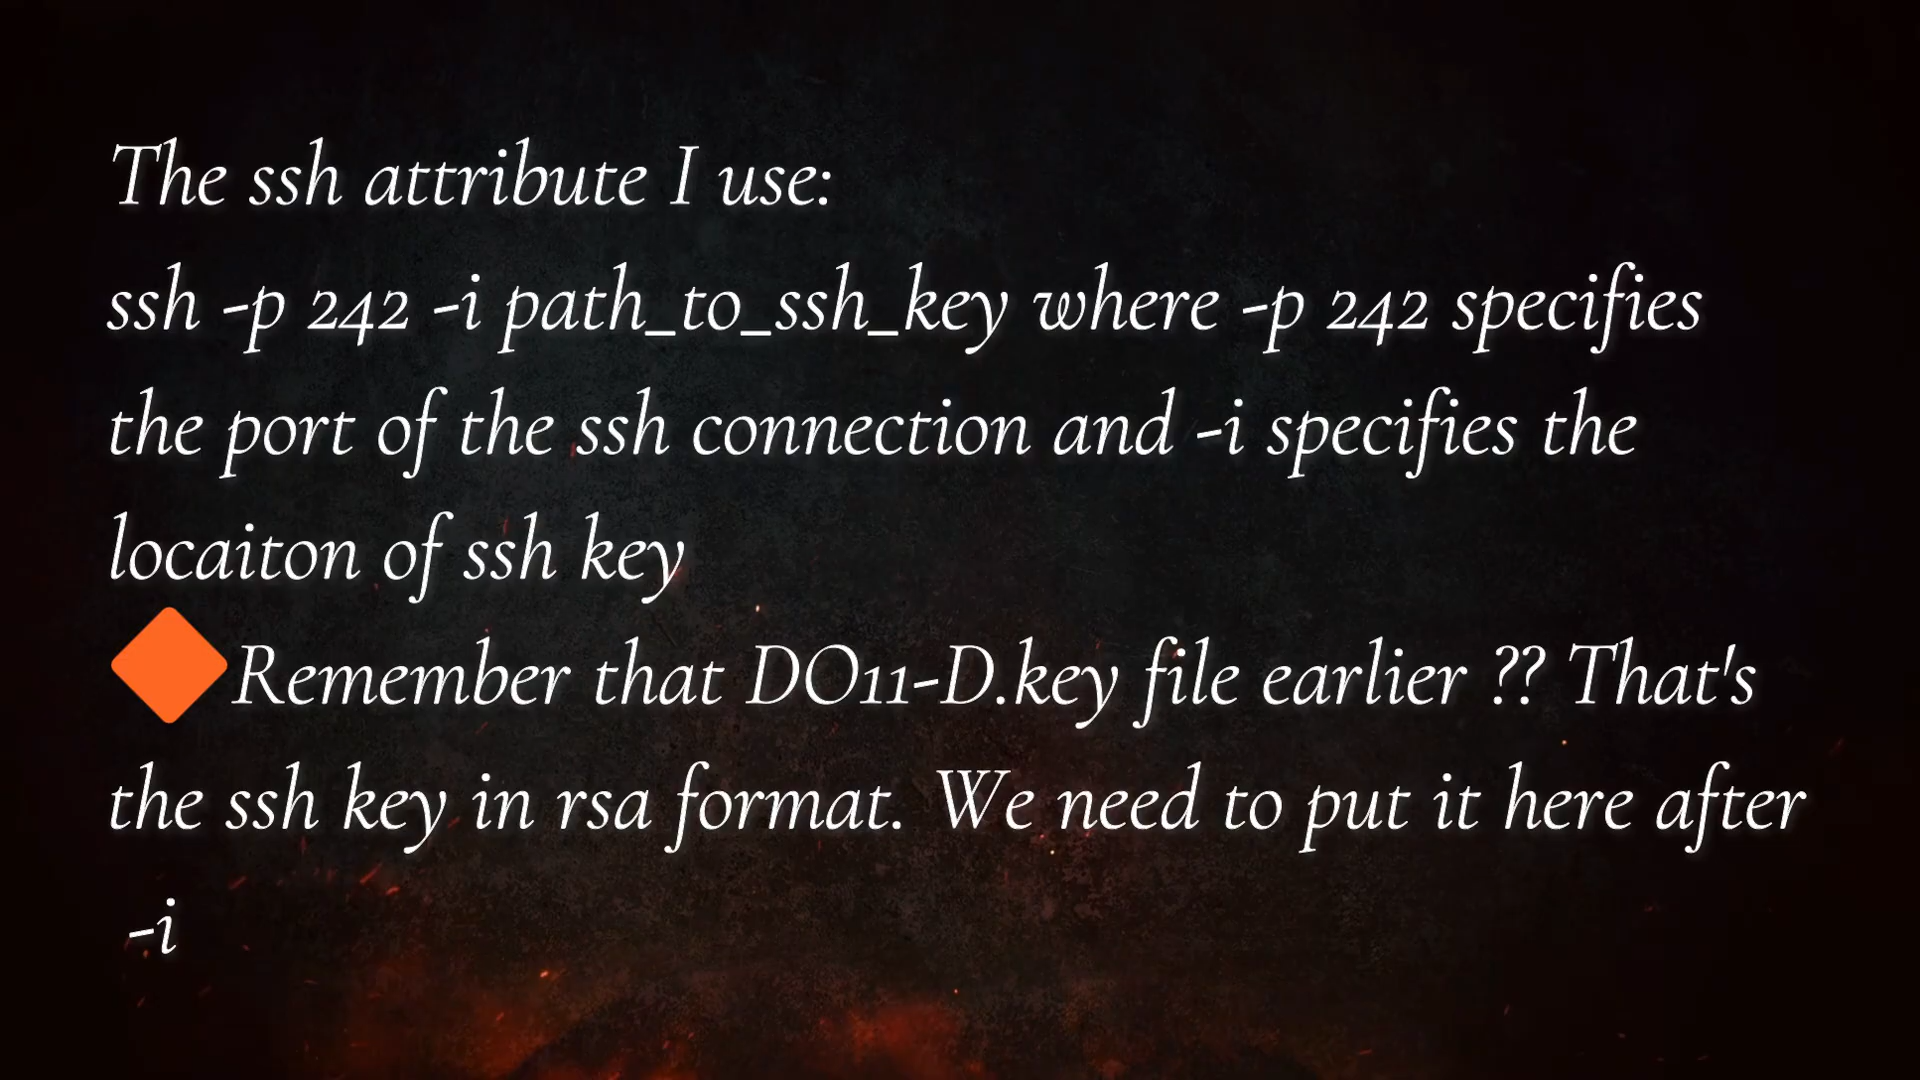 The ssh attribute I use:
ssh -p 242 -i path_to_ssh_key where -p 242 specifies
the port of the ssh connection and -i specifies the
locaiton of ssh key
🔶Remember that DO11-D.key file earlier ?? That's
the ssh key in rsa format. We need to put it here after
-i